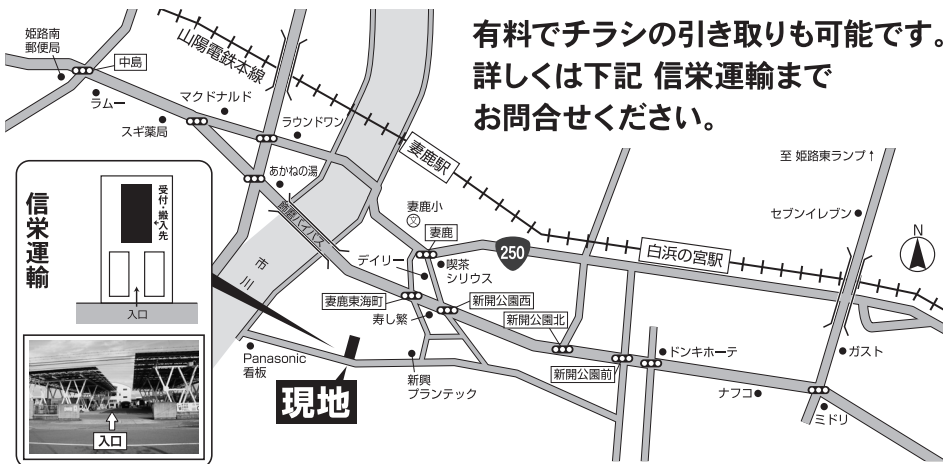 有料でチラシの引き取りも可能です。
詳しくは下記 信栄運輸まで
お問合せください。
姫路南
郵便局
中島
ラムー
山陽電鉄本線
マクドナルド
スギ薬局
ラウンドワン
あかねの湯
飾磨バイパス
市川
妻鹿駅
妻鹿小
文
妻鹿
250
デイリー
喫茶
シリウス
妻鹿東海町
寿し繁
新開公園西
新開公園北
新開公園前
白浜の宮駅
至 姫路東ランプ↑
セブンイレブン
N
ドンキホーテ
ガスト
ナフコ
ミドリ
Panasonic
看板
現地
新興
プランテック
信栄運輸
受付・搬入先
入口
入口